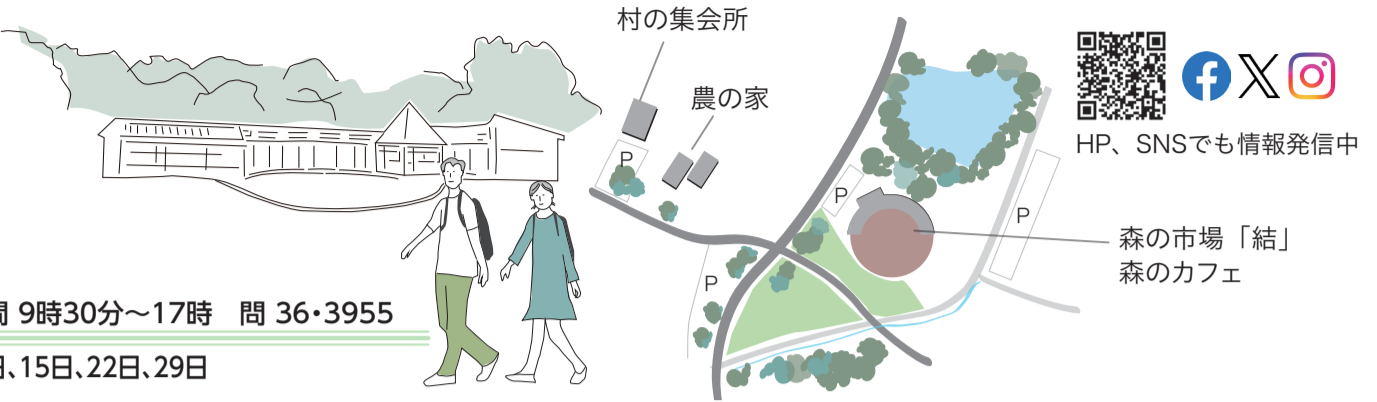 村の集会所
農の家
P
P
P
P
HP、SNSでも情報発信中
森の市場「結」
森のカフェ
9時30分〜17時 問 36・3955
、15日、22日、29日